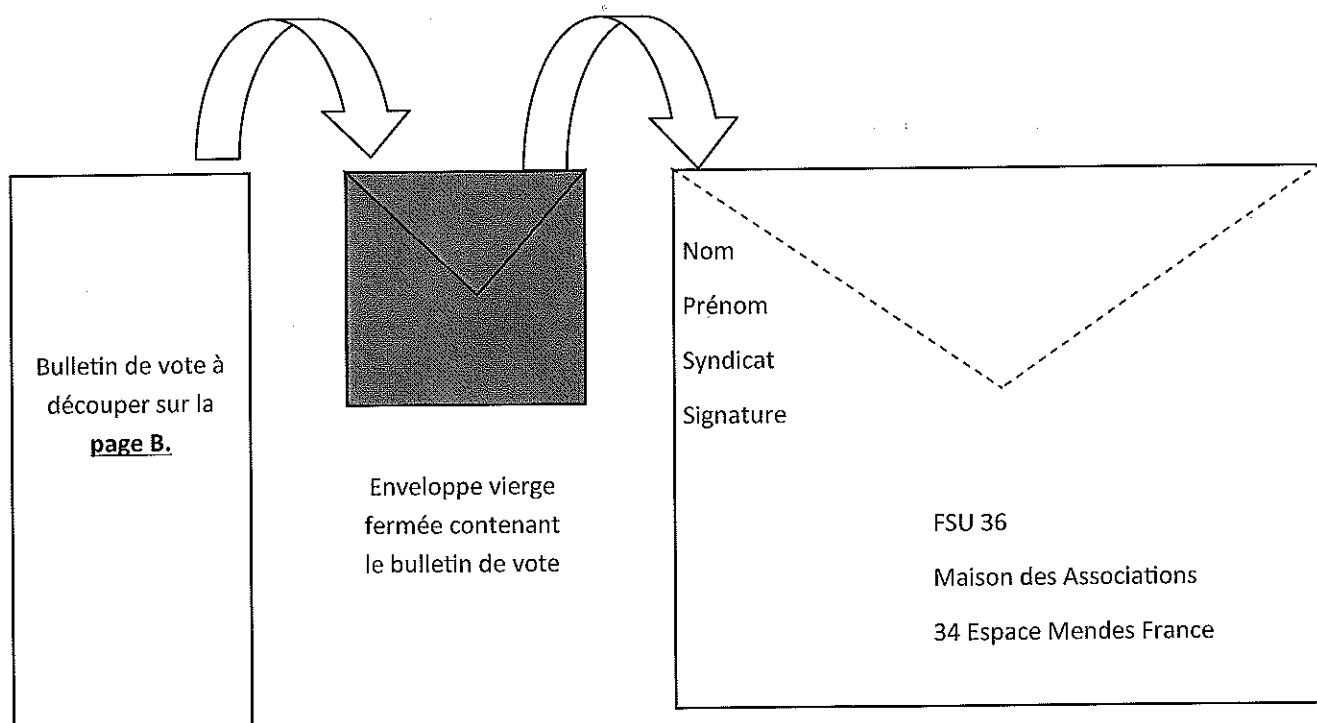 Bulletin de vote à
découper sur la
page B.
Enveloppe vierge
fermée contenant
le bulletin de vote
Nom
Prénom
Syndicat
Signature
FSU 36
Maison des Associations
34 Espace Mendes France